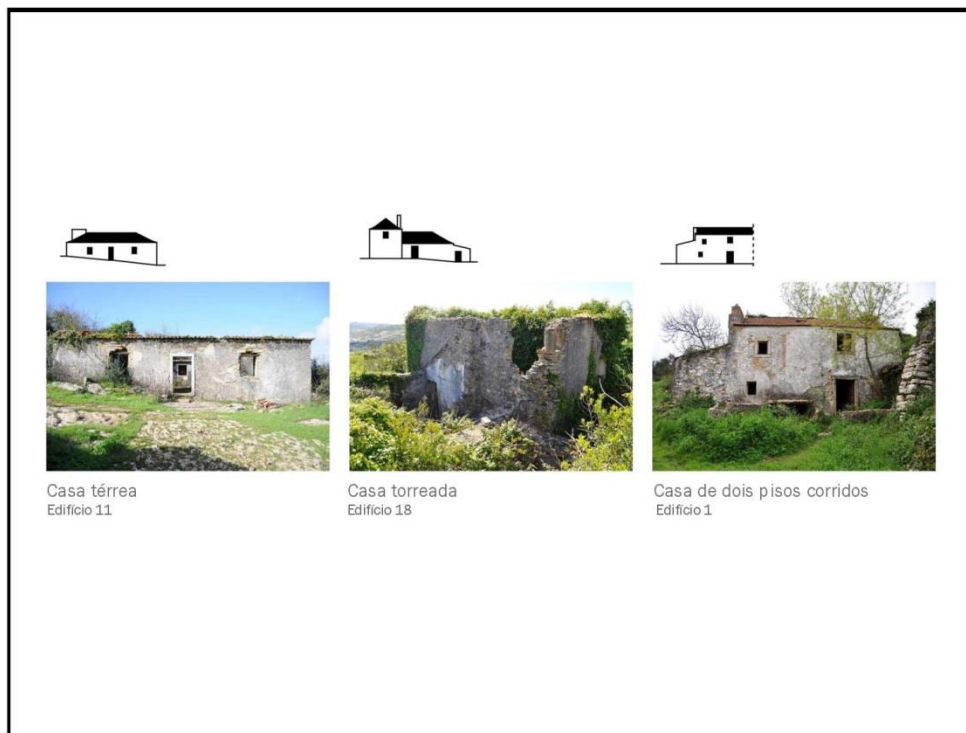 Casa térrea
Edifício 11
Casa torreada
Edifício 18
Casa de dois pisos corridos
Edifício 1